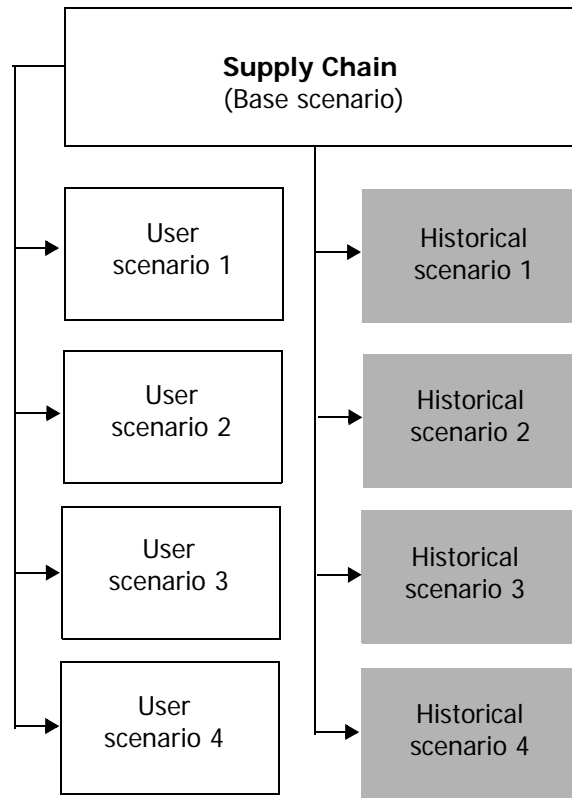 Supply Chain
(Base scenario)
User
scenario 1
Historical
scenario 1
User
scenario 2
Historical
scenario 2
User
scenario 3
Historical
scenario 3
User
scenario 4
Historical
scenario 4